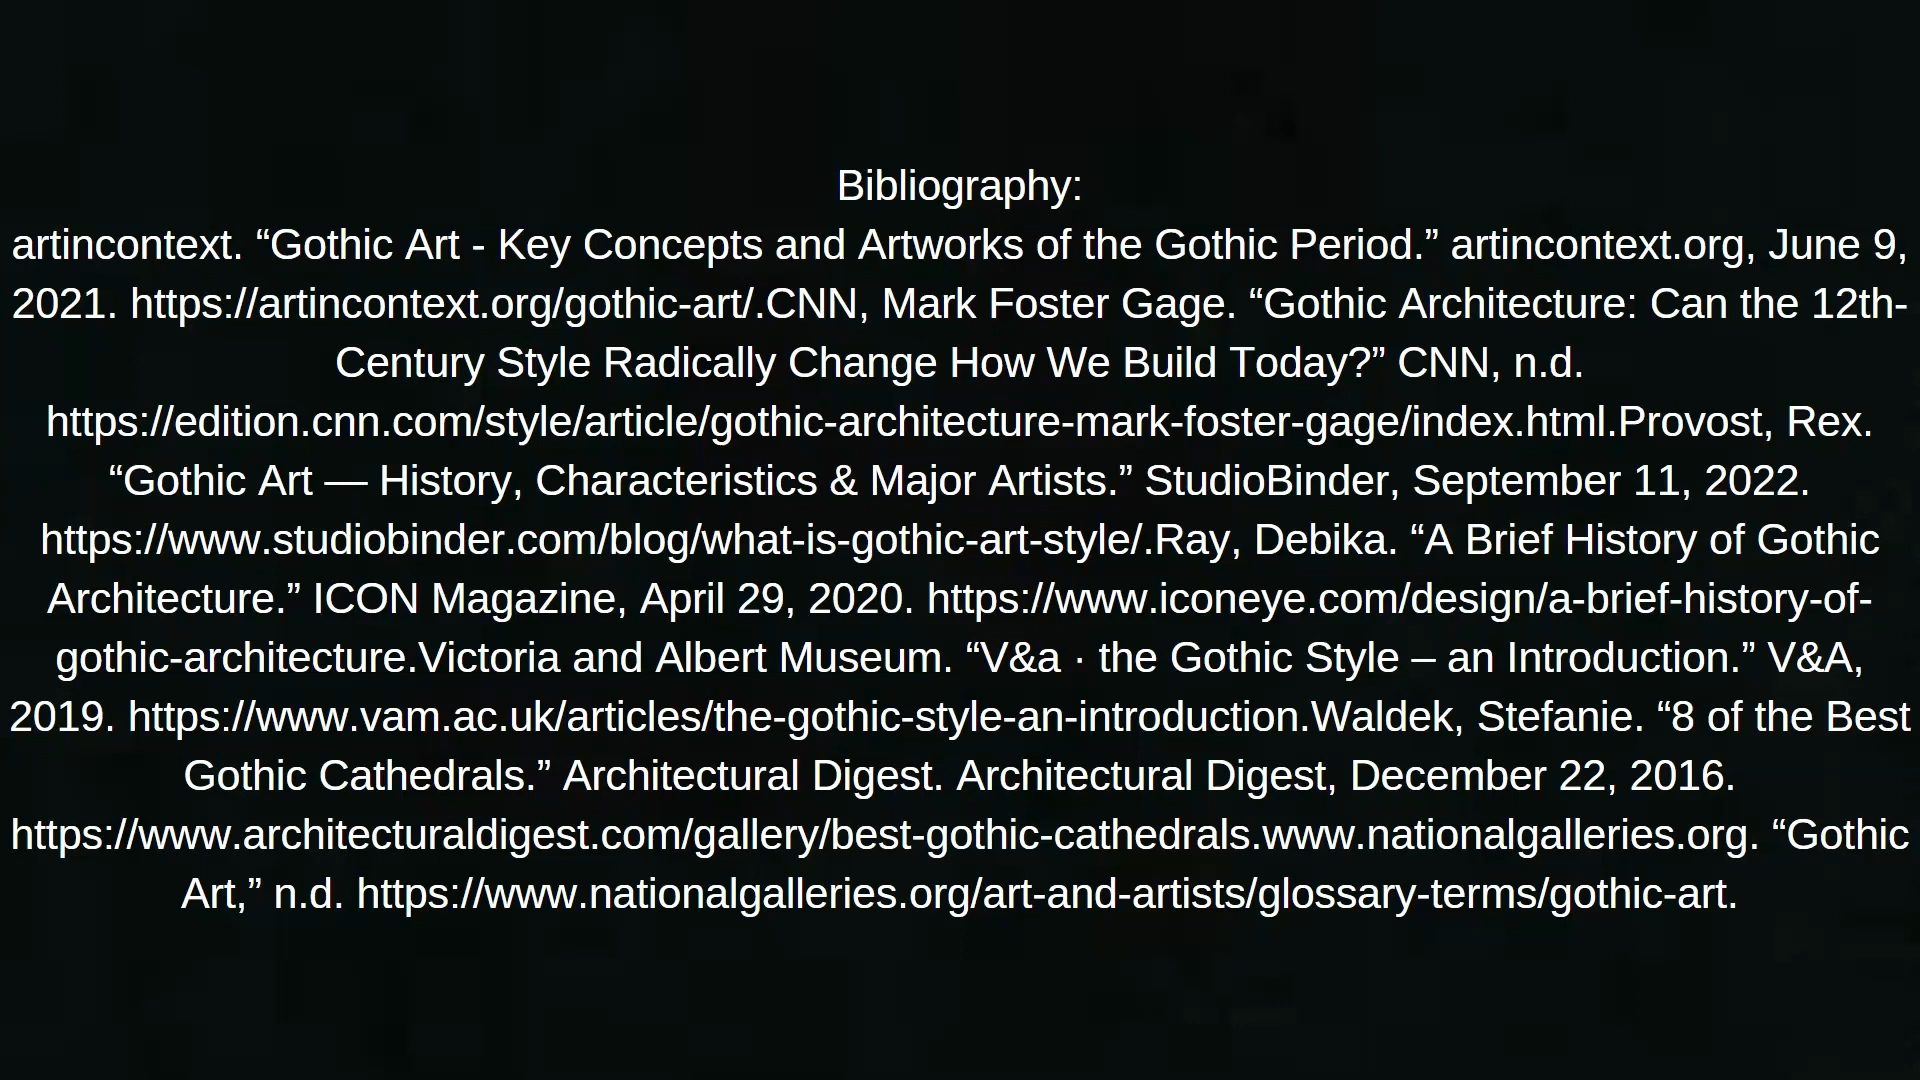 Bibliography:
artincontext. “Gothic Art - Key Concepts and Artworks of the Gothic Period.” artincontext.org, June 9,
2021. https://artincontext.org/gothic-art/.CNN, Mark Foster Gage. “Gothic Architecture: Can the 12th-
Century Style Radically Change How We Build Today?” CNN, n.d.
https://edition.cnn.com/style/article/gothic-architecture-mark-foster-gage/index.html.Provost, Rex.
“Gothic Art — History, Characteristics & Major Artists.” StudioBinder, September 11, 2022.
https://www.studiobinder.com/blog/what-is-gothic-art-style/.Ray, Debika. “A Brief History of Gothic
Architecture.” ICON Magazine, April 29, 2020. https://www.iconeye.com/design/a-brief-history-of-
gothic-architecture.Victoria and Albert Museum. “V&a · the Gothic Style – an Introduction.” V&A,
2019. https://www.vam.ac.uk/articles/the-gothic-style-an-introduction.Waldek, Stefanie. “8 of the Best
Gothic Cathedrals.” Architectural Digest. Architectural Digest, December 22, 2016.
https://www.architecturaldigest.com/gallery/best-gothic-cathedrals.www.nationalgalleries.org. “Gothic
Art,” n.d. https://www.nationalgalleries.org/art-and-artists/glossary-terms/gothic-art.